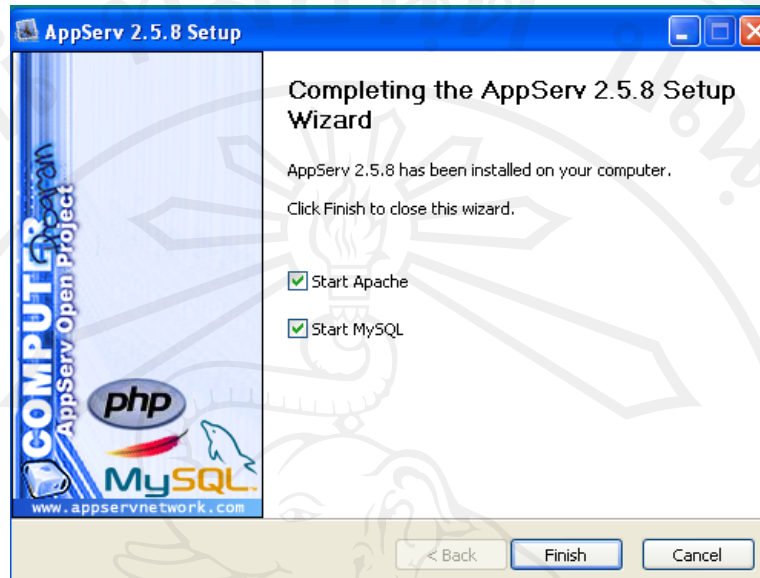 AppServ 2.5.8 Setup
Completing the AppServ 2.5.8 Setup
Wizard
AppServ 2.5.8 has been installed on your computer.
Click Finish to close this wizard.
Start Apache
Start MySQL
COMPUTER
Program
AppServ Open Project
php
MySQL
www.appservnetwork.com
< Back
Finish
Cancel